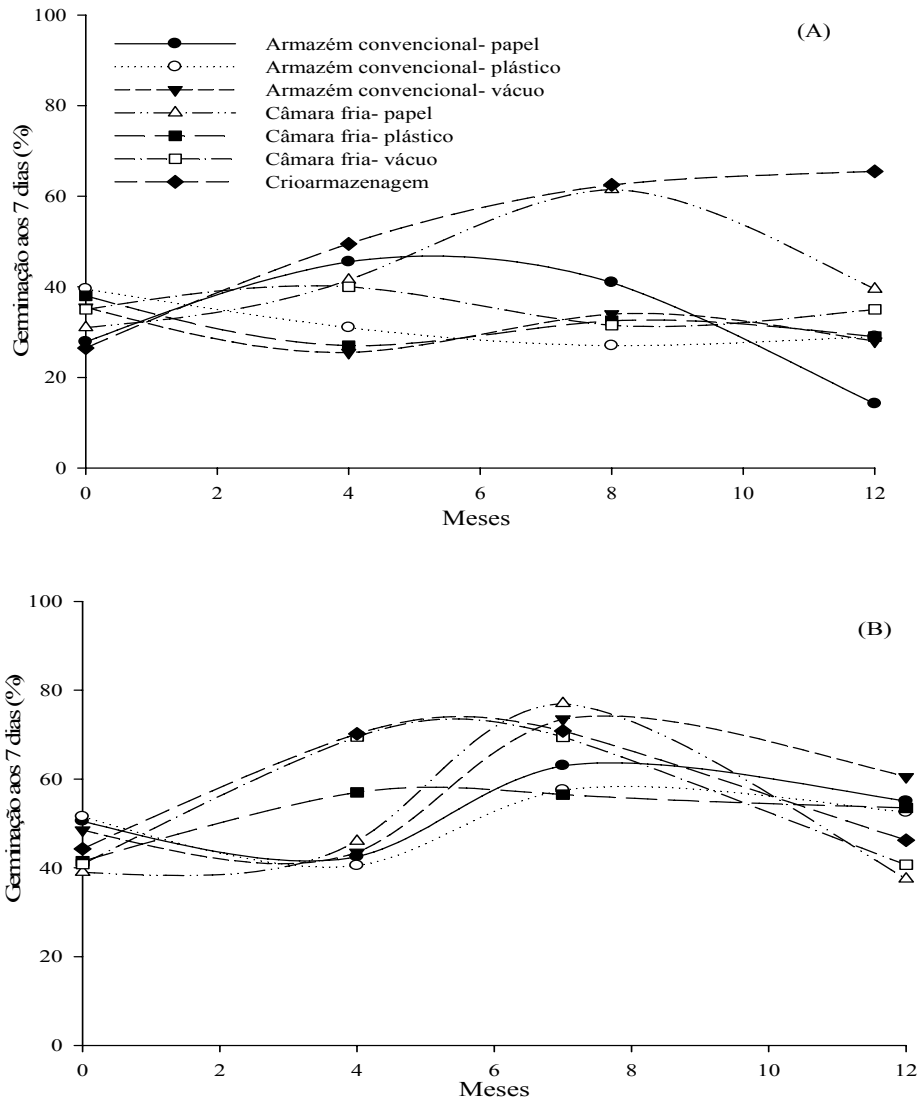 100
80
60
40
20
0
Germinação aos 7 dias (%)
(A)
Armazém convencional- papel
Armazém convencional- plástico
Armazém convencional- vácuo
Câmara fria- papel
Câmara fria- plástico
Câmara fria- vácuo
Crioarmazenagem
0 2 4 6 8 10 12
Meses
100
80
60
40
20
0
Germinação aos 7 dias (%)
(B)
0 2 4 6 8 10 12
Meses